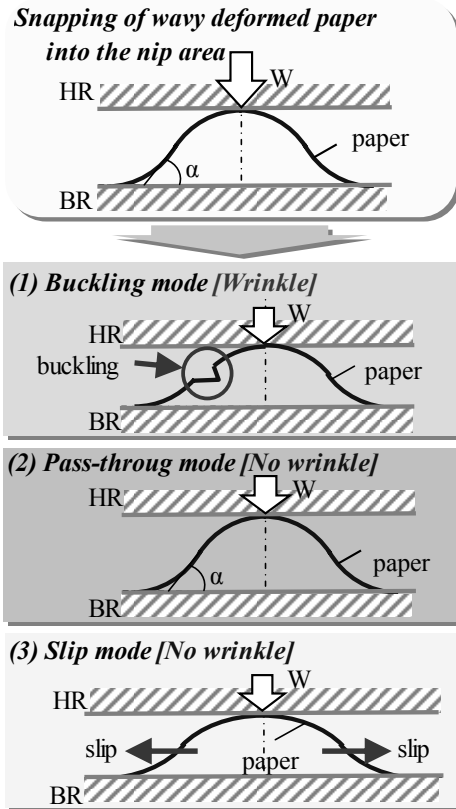 Snapping of wavy deformed paper
into the nip area
W
HR
paper
α
BR
(1) Buckling mode [Wrinkle]
W
HR
buckling
paper
BR
(2) Pass-throug mode [No wrinkle]
HR
W
α
paper
BR
(3) Slip mode [No wrinkle]
W
HR
slip
slip
paper
BR